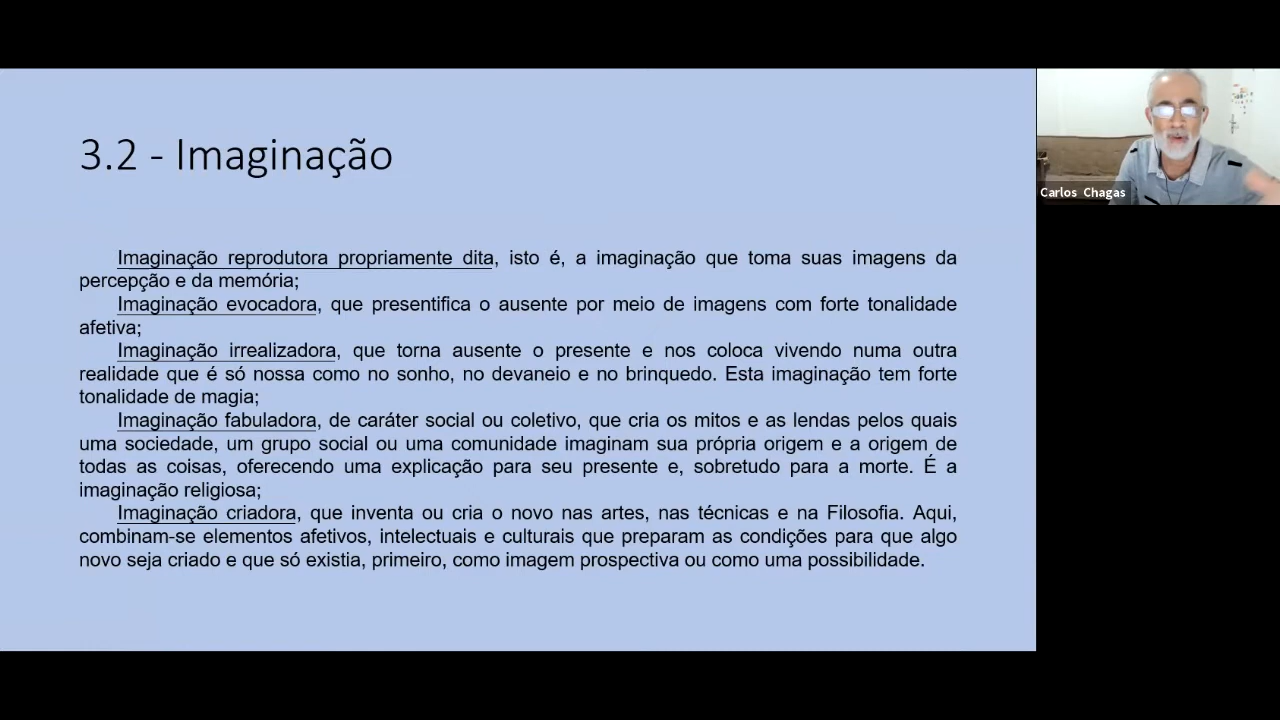 3.2 - Imaginação
Imaginação reprodutora propriamente dita, isto é, a imaginação que toma suas imagens da
percepção e da memória;
Imaginação evocadora, que presentifica o ausente por meio de imagens com forte tonalidade
afetiva;
Imaginação irrealizadora, que torna ausente o presente e nos coloca vivendo numa outra
realidade que é só nossa como no sonho, no devaneio e no brinquedo. Esta imaginação tem forte
tonalidade de magia;
Imaginação fabuladora, de caráter social ou coletivo, que cria os mitos e as lendas pelos quais
uma sociedade, um grupo social ou uma comunidade imaginam sua própria origem e a origem de
todas as coisas, oferecendo uma explicação para seu presente e, sobretudo para a morte. É a
imaginação religiosa;
Imaginação criadora, que inventa ou cria o novo nas artes, nas técnicas e na Filosofia. Aqui,
combinam-se elementos afetivos, intelectuais e culturais que preparam as condições para que algo
novo seja criado e que só existia, primeiro, como imagem prospectiva ou como uma possibilidade.
Carlos Chagas